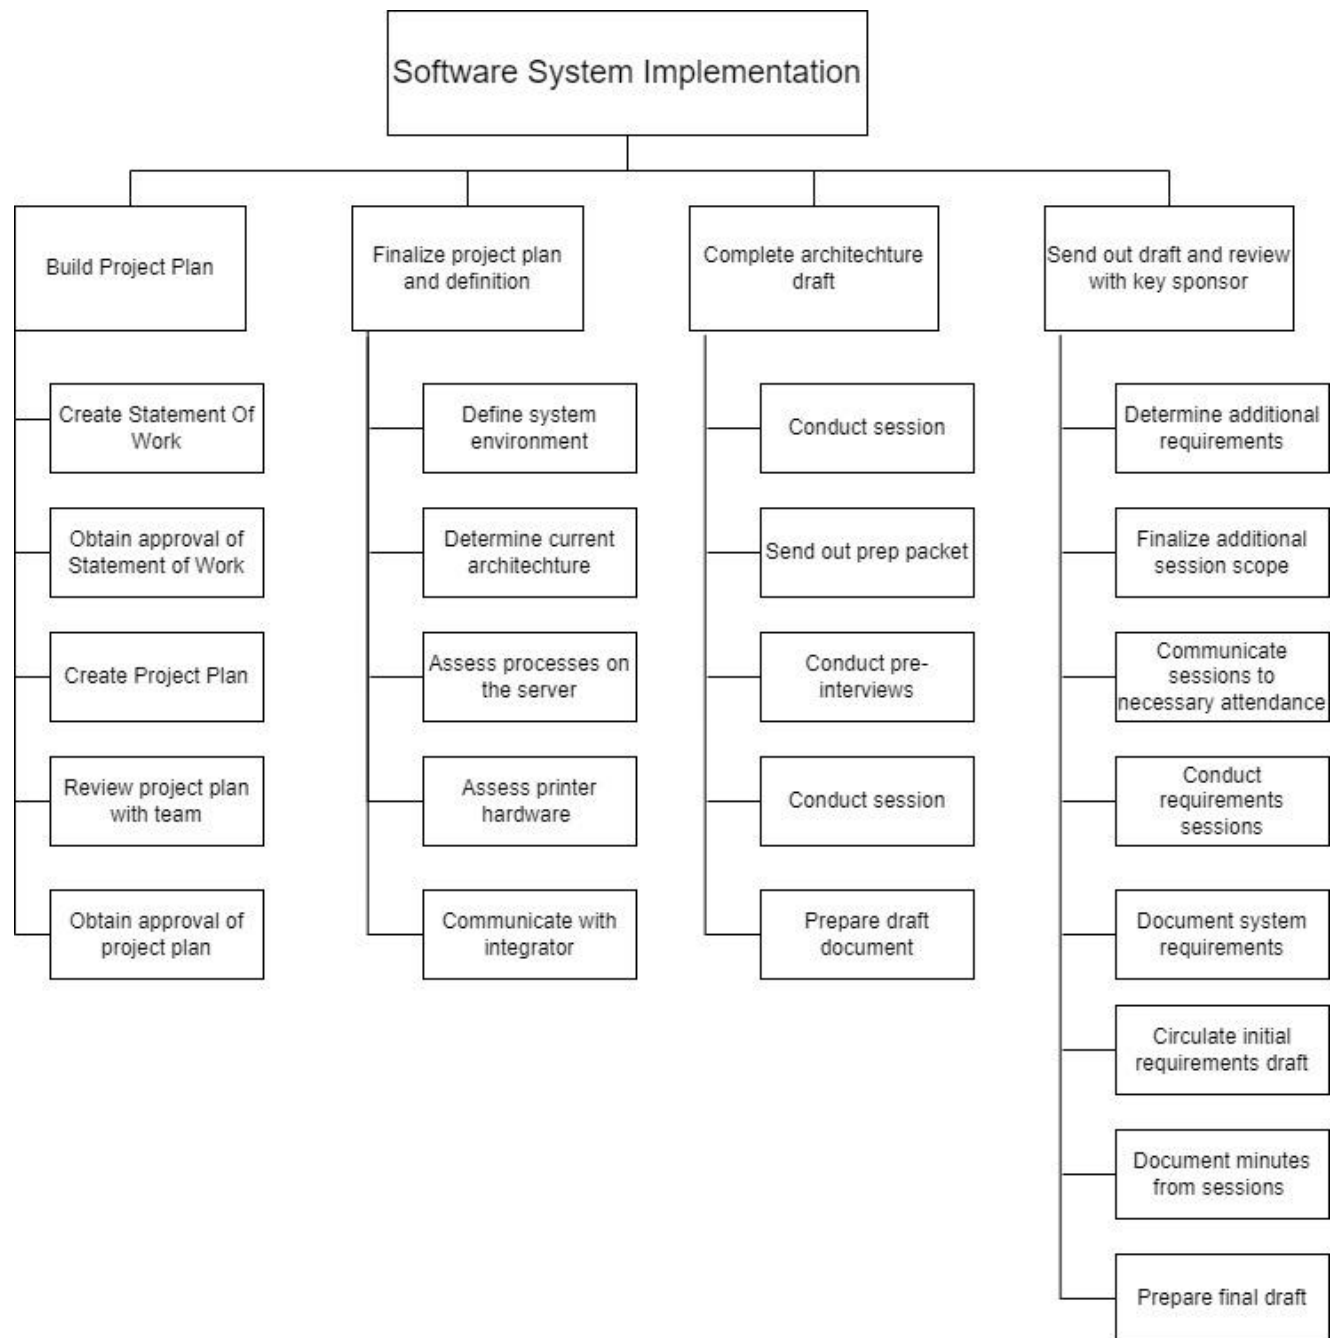 Software System Implementation
Build Project Plan
Finalize project plan
and definition
Complete architechture
draft
Send out draft and review
with key sponsor
Create Statement Of
Work
Obtain approval of
Statement of Work
Create Project Plan
Review project plan
with team
Obtain approval of
project plan
Define system
environment
Determine current
architechture
Assess processes on
the server
Assess printer
hardware
Communicate with
integrator
Conduct session
Send out prep packet
Conduct pre-
interviews
Conduct session
Prepare draft
document
Determine additional
requirements
Finalize additional
session scope
Communicate
sessions to
necessary attendance
Conduct
requirements
sessions
Document system
requirements
Circulate initial
requirements draft
Document minutes
from sessions
Prepare final draft